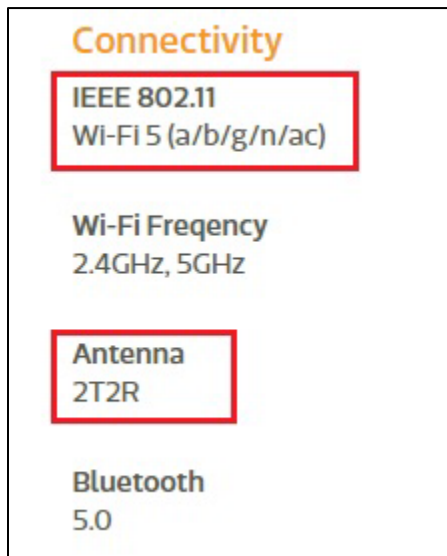 Connectivity
IEEE 802.11
Wi-Fi 5 (a/b/g/n/ac)
Wi-Fi Freqency
2.4GHz, 5GHz
Antenna
2T2R
Bluetooth
5.0